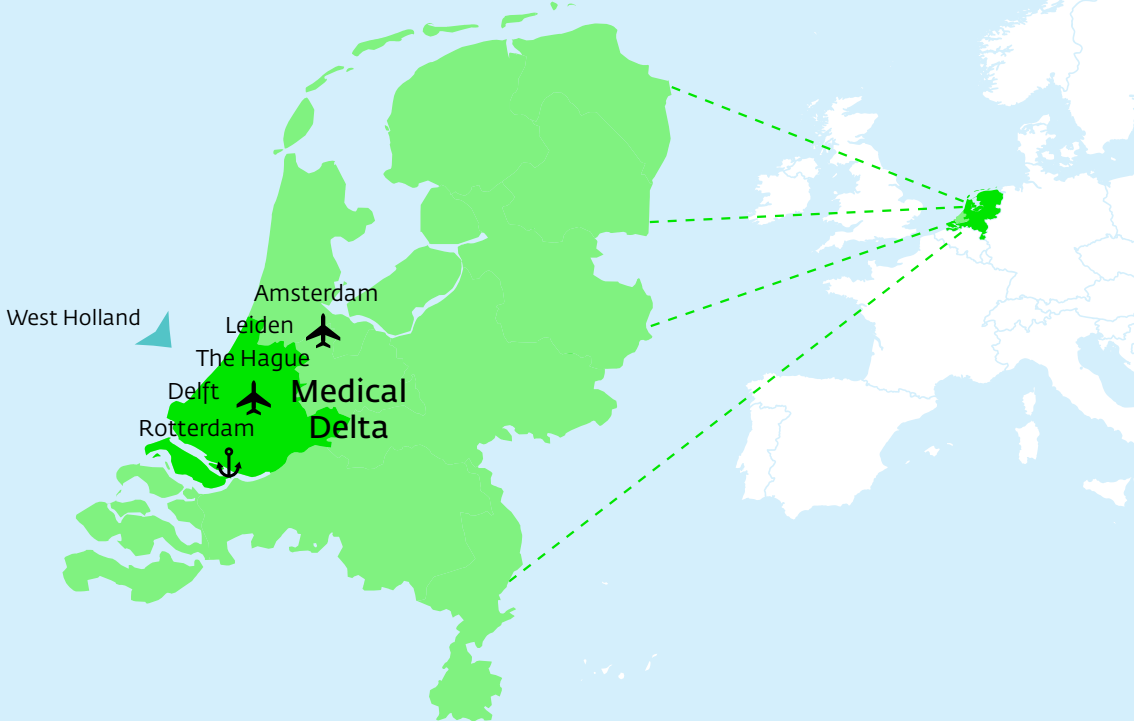 Amsterdam
West Holland
Leiden
The Hague
Delft
Medical
Delta
Rotterdam